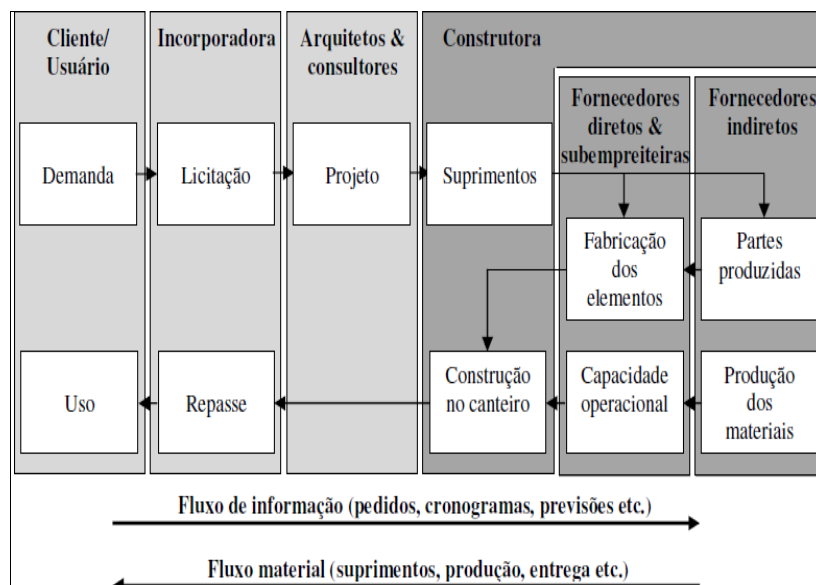 Cliente/
Usuário
Incorporadora
Arquitetos &
consultores
Construtora
Fornecedores
diretos &
subempreiteiras
Fornecedores
indiretos
Demanda
Licitação
Projeto
Suprimentos
Fabricação
dos
elementos
Partes
produzidas
Uso
Repasse
Construção
no canteiro
Capacidade
operacional
Produção
dos
materiais
Fluxo de informação (pedidos, cronogramas, previsões etc.)
Fluxo material (suprimentos, produção, entrega etc.)